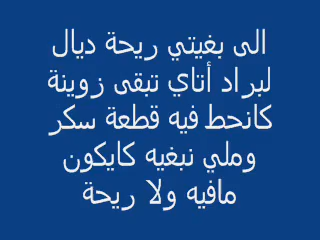 الى بغيتي ريحة ديال
لبراد أتاي تبقى زوينة
كانحط فيه قطعة سكر
وملي نبغيه كايكون
مافيه ولا ريحة